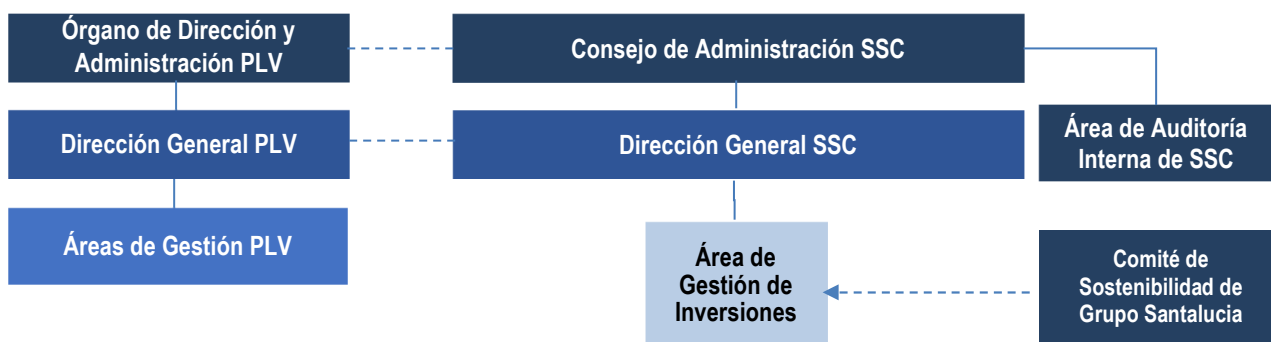 Órgano de Dirección y
Administración PLV
Consejo de Administración SSC
Dirección General PLV
Dirección General SSC
Área de Auditoría
Interna de SSC
Áreas de Gestión PLV
Área de
Gestión de
Inversiones
Comité de
Sostenibilidad de
Grupo Santalucia